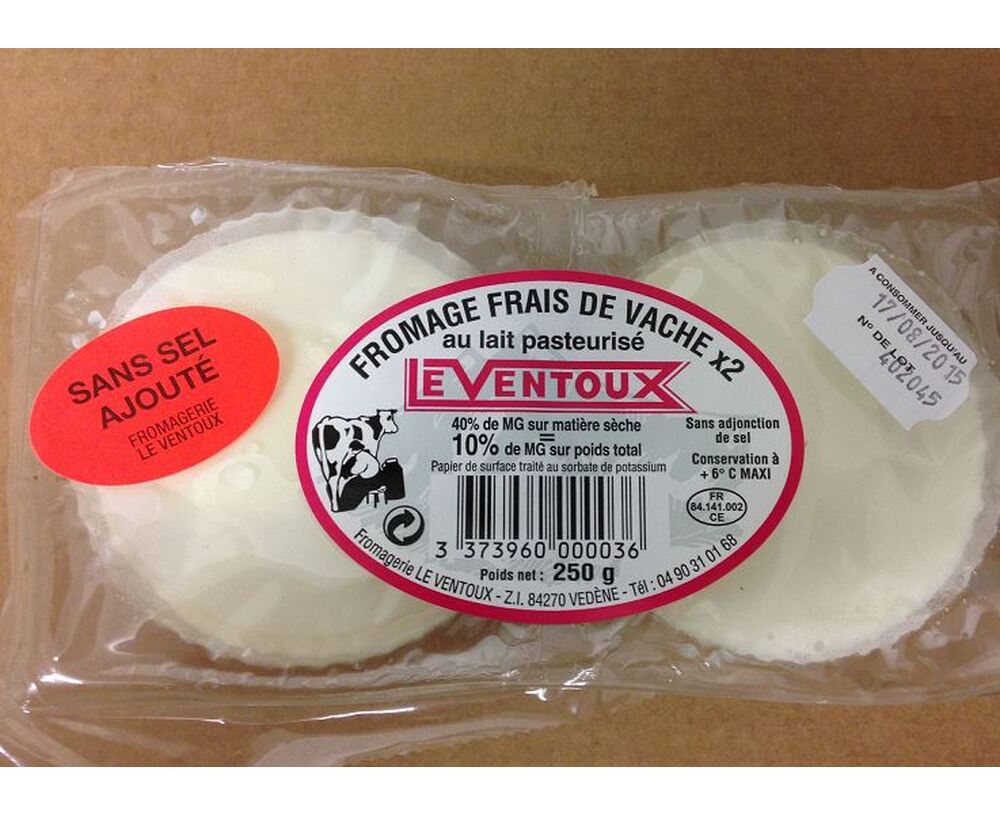 SANS SEL
AJOUTÉ
FROMAGERIE
LE VENTOUX
FROMAGE FRAIS DE VACHE x2
au lait pasteurisé
LE VENTOUX
40% de MG sur matière sèche
=
10% de MG sur poids total
Papier de surface traité au sorbate de potassium
Sans adjonction
de sel
Conservation à
+ 6° C MAXI
FR
84.141.002
CE
3 373960 000036
Poids net : 250 g
Fromagerie LE VENTOUX - Z.I. 84270 VEDÈNE - Tél : 04 90 31 01 68
A CONSOMMER JUSQU'AU
17/08/2015
N° DE LOT
402045